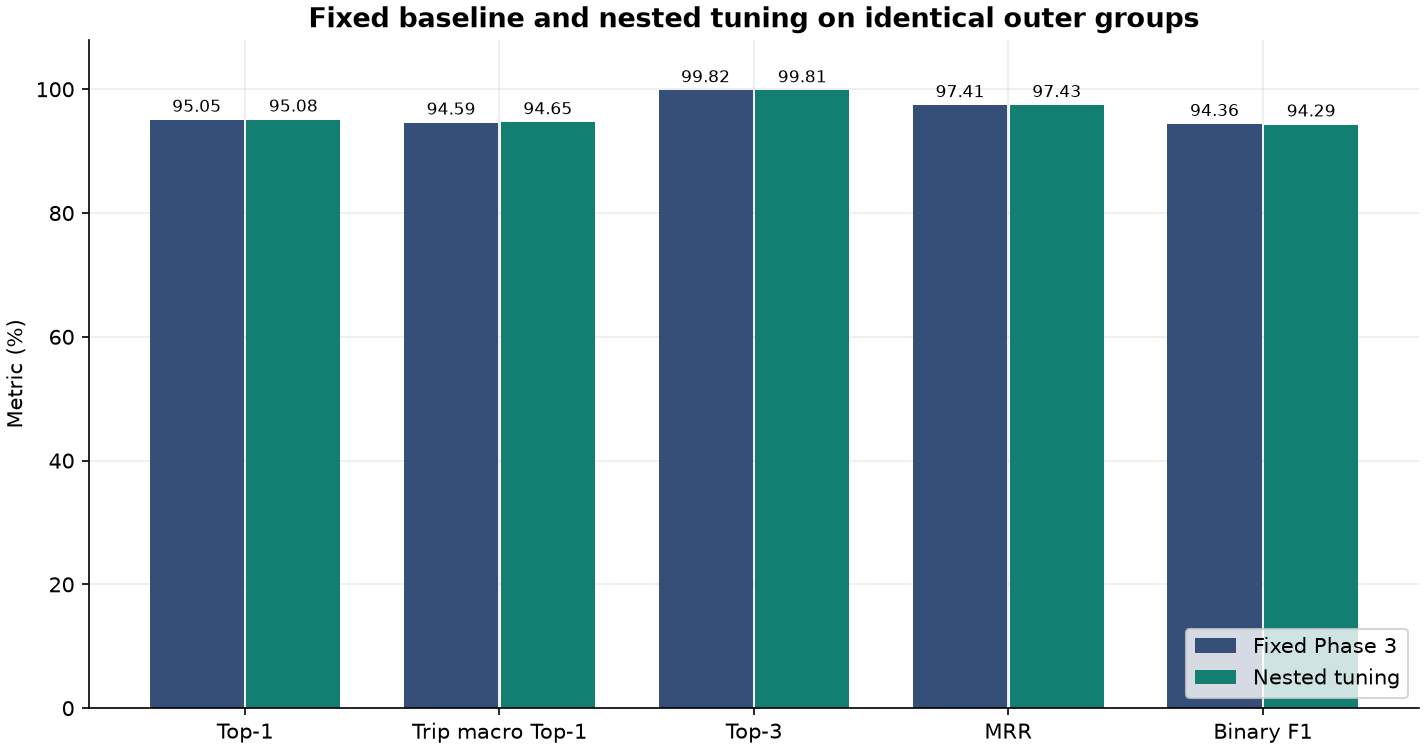 Fixed baseline and nested tuning on identical outer groups
Metric (%)
100
80
60
40
20
0
95.05 95.08
94.59 94.65
99.82 99.81
97.41 97.43
94.36 94.29
Top-1
Trip macro Top-1
Top-3
MRR
Binary F1
Fixed Phase 3
Nested tuning